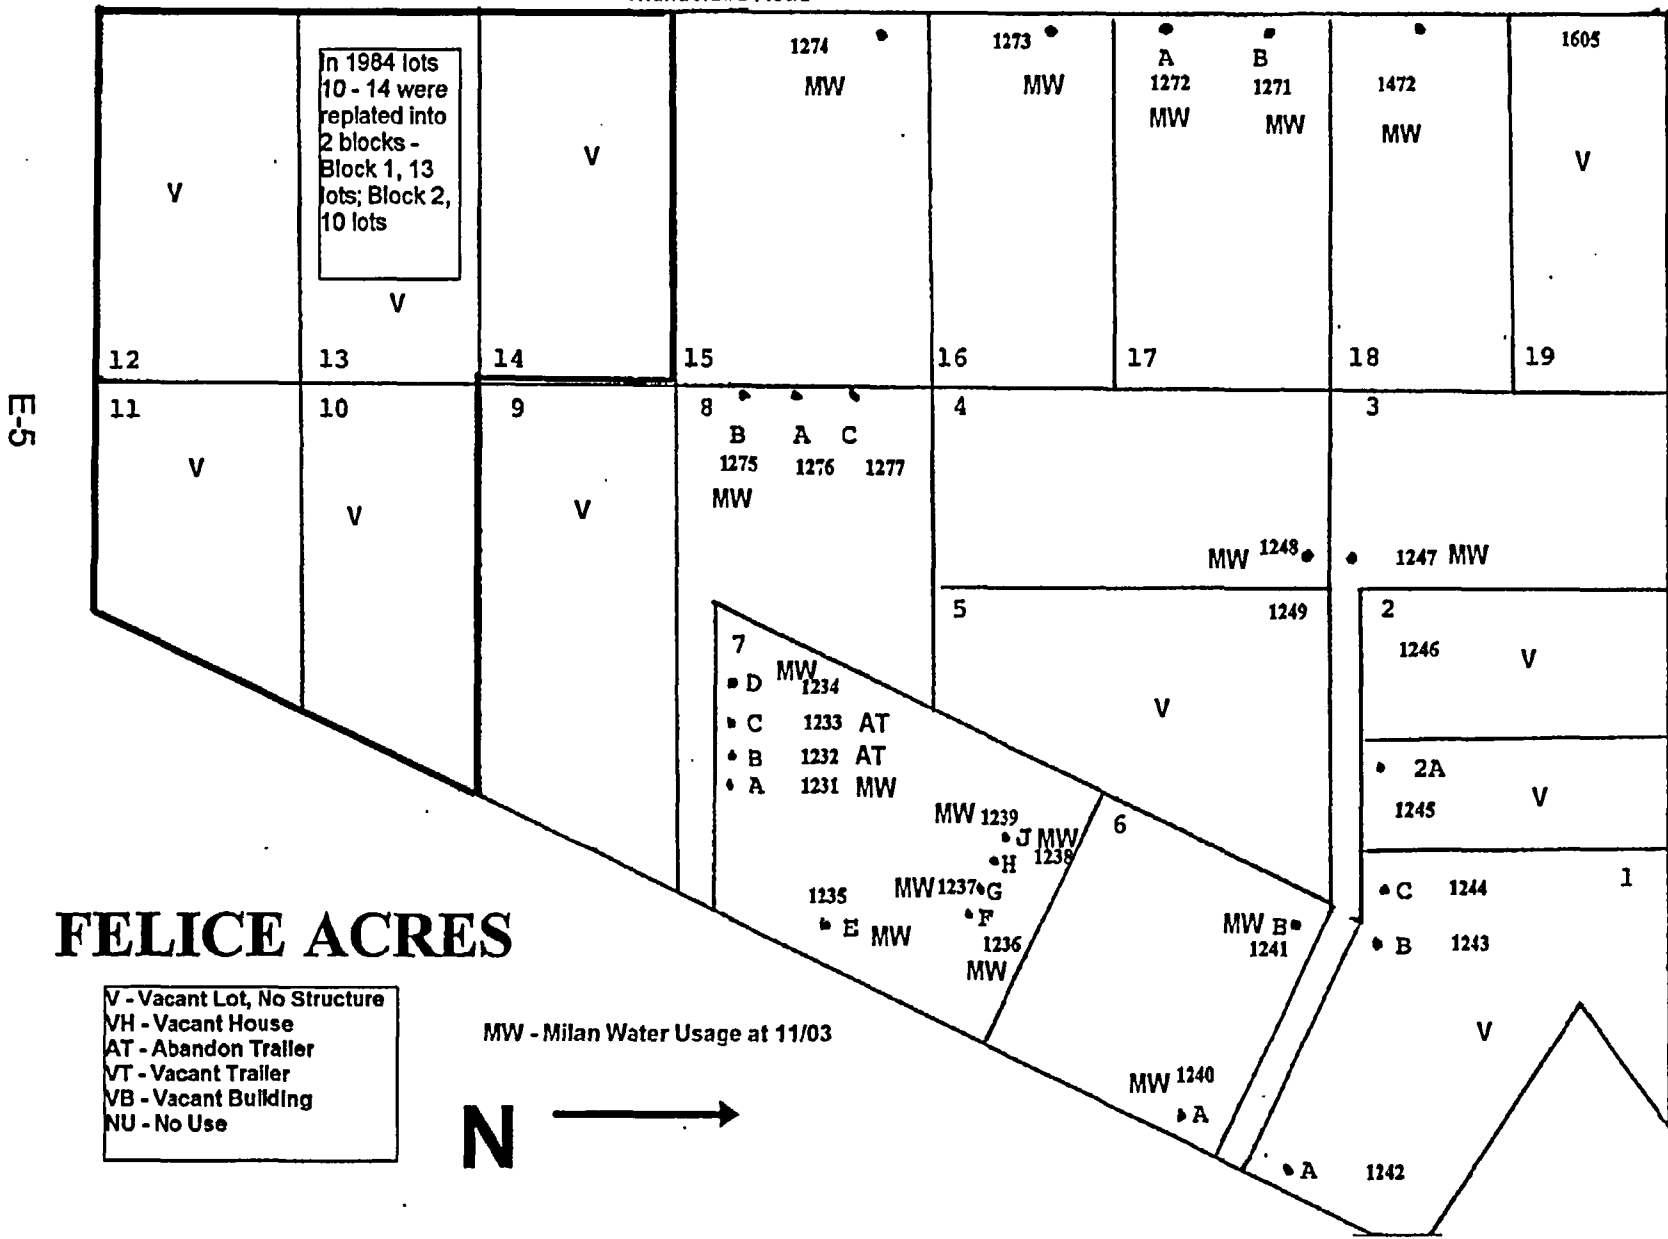 1274
MW
1273
MW
A
1272
MW
B
1271
MW
1472
MW
1605
V
In 1984 lots
10 - 14 were
replated into
2 blocks -
Block 1, 13
lots; Block 2,
10 lots
V
V
V
12
13
14
15
16
17
18
19
E-5
11
10
9
8
4
3
B A C
1275 1276 1277
MW
V
V
V
MW 1248
1247 MW
5
1249
2
1246
V
7
MW
D 1234
C 1233 AT
B 1232 AT
A 1231 MW
V
2A
1245
V
MW 1239
J MW
H 1238
MW 1237 G
F
1236
MW
1235
E MW
6
MW B
1241
1
C 1244
B 1243
V
FELICE ACRES
V - Vacant Lot, No Structure
VH - Vacant House
AT - Abandon Trailer
VT - Vacant Trailer
VB - Vacant Building
NU - No Use
MW - Milan Water Usage at 11/03
N
MW 1240
A
A 1242